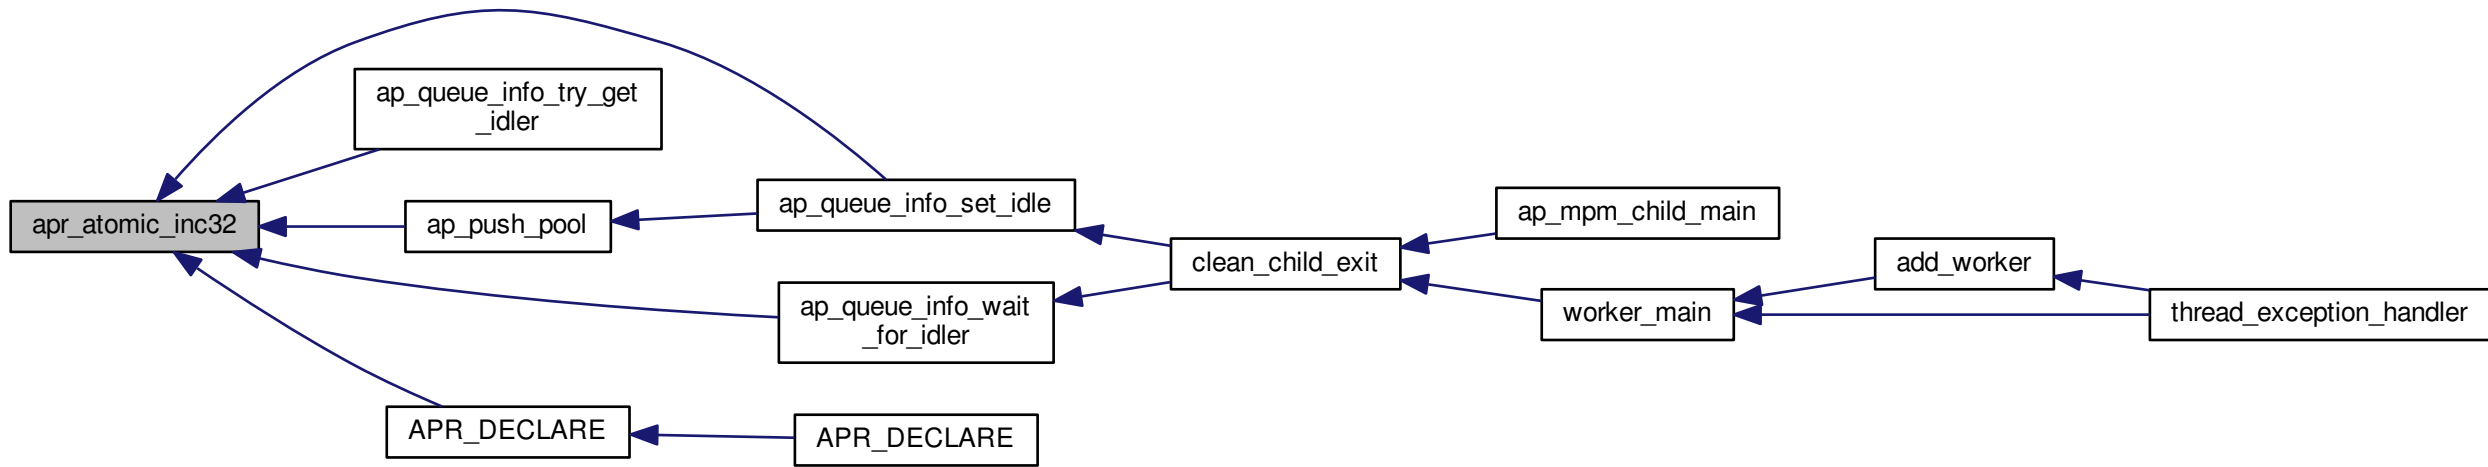 apr_atomic_inc32
ap_queue_info_try_get
_idler
ap_push_pool
ap_queue_info_set_idle
ap_queue_info_wait
_for_idler
APR_DECLARE
APR_DECLARE
clean_child_exit
ap_mpm_child_main
worker_main
add_worker
thread_exception_handler